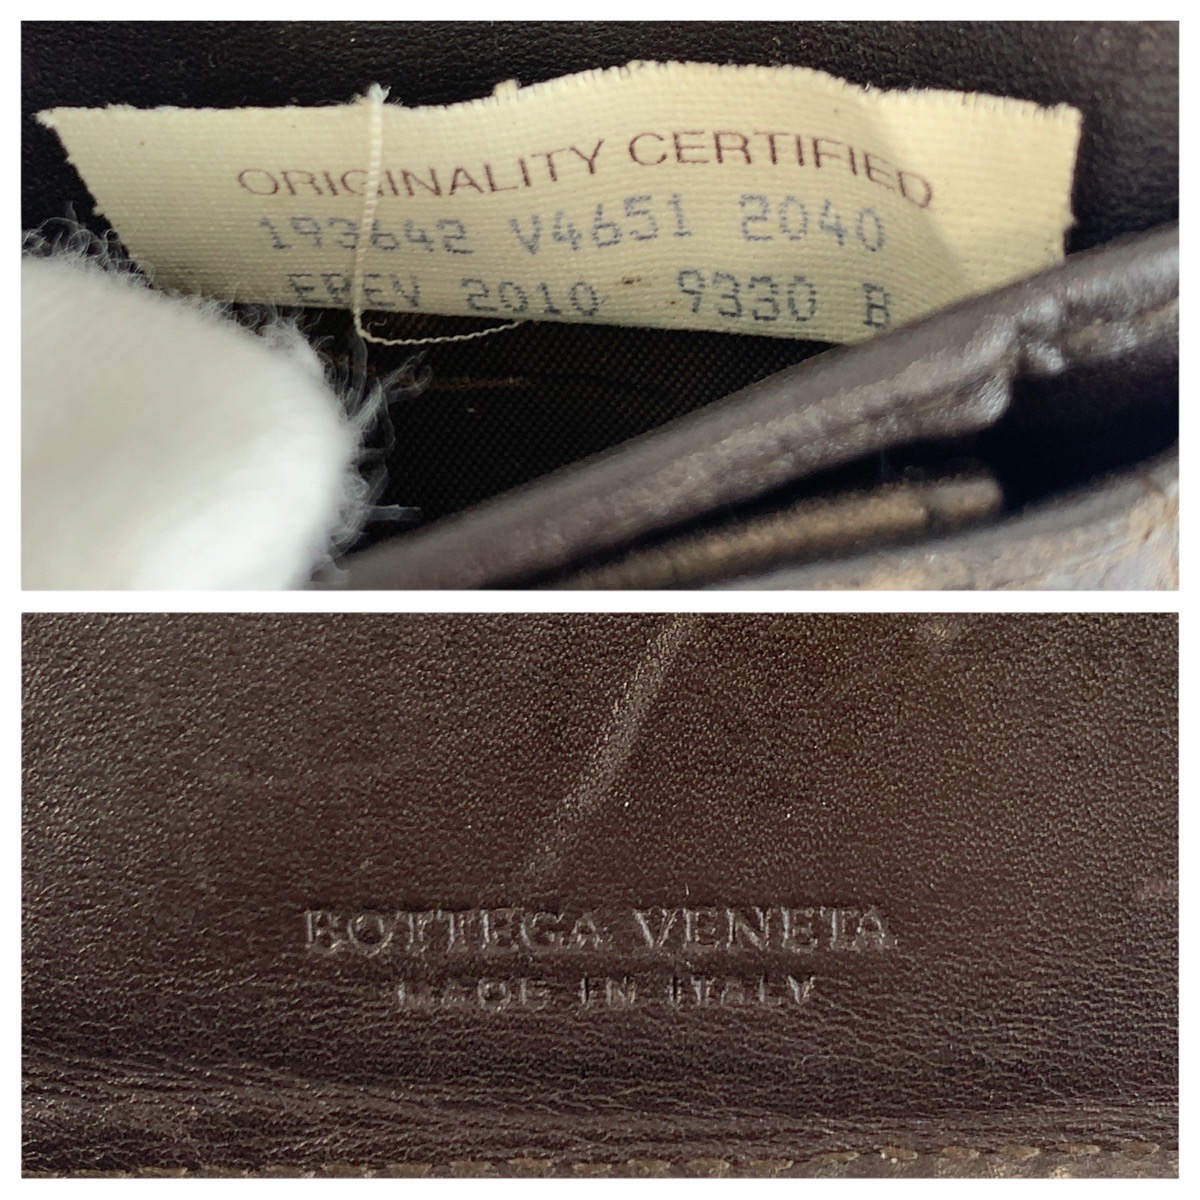 ORIGINALITY CERTIFIED
193642 V4651 2040
EREV 2010 9330 B
BOTTEGA VENETA
MADE IN ITALY